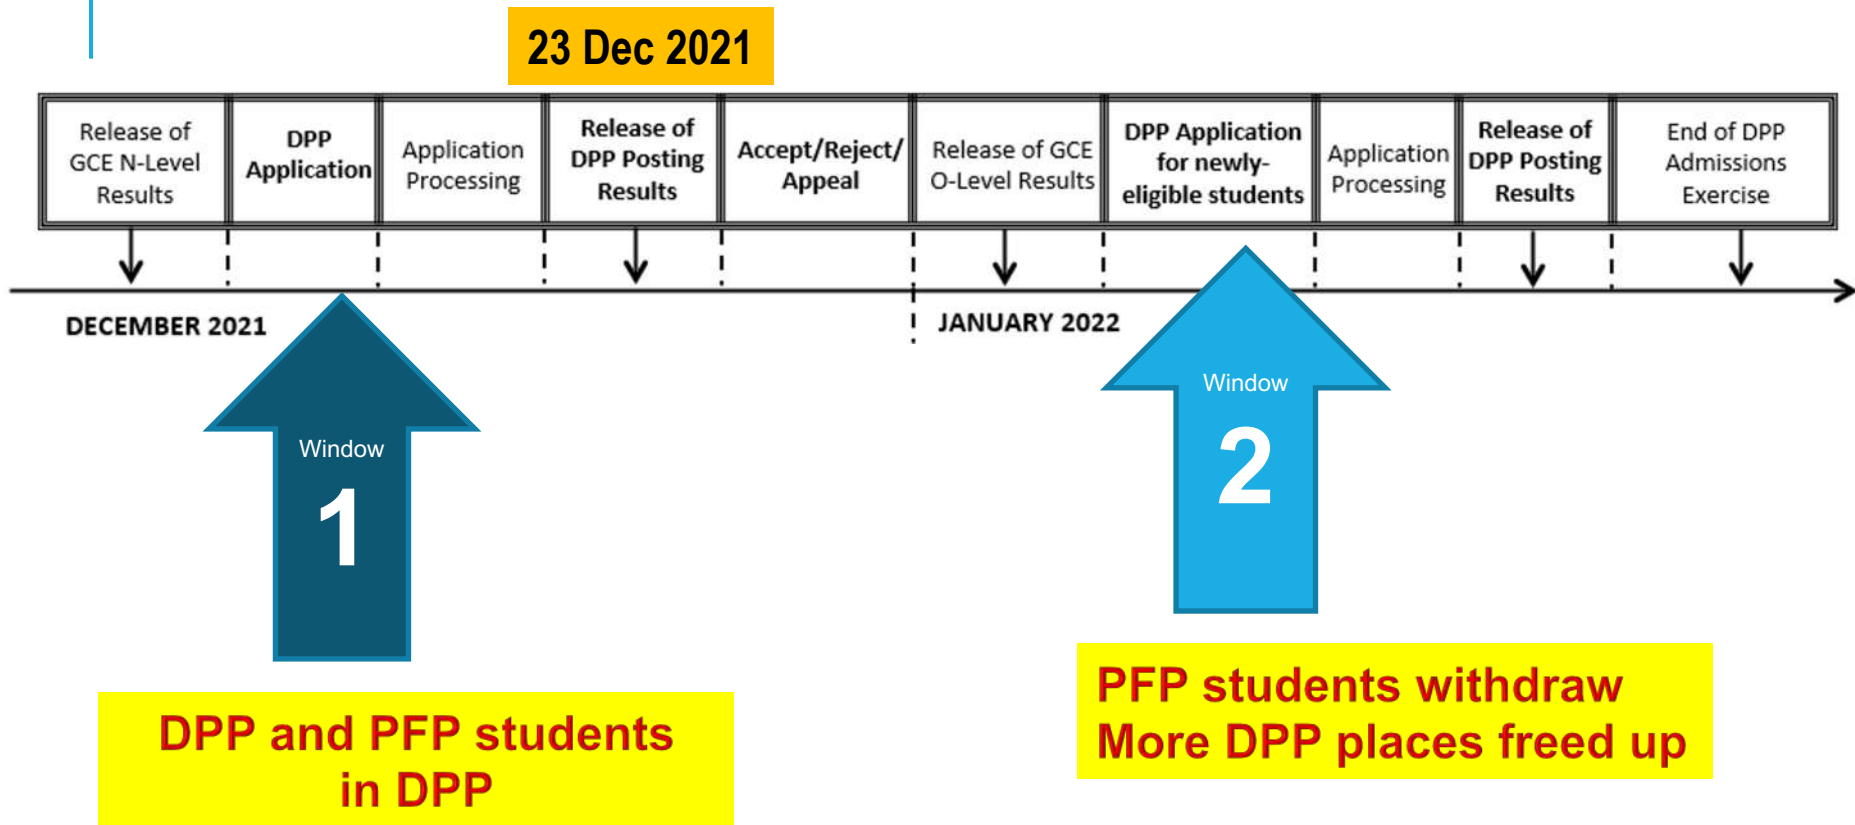 23 Dec 2021
Release of
GCE N-Level
Results
DPP
Application
Application
Processing
Release of
DPP Posting
Results
Accept/Reject/
Appeal
Release of GCE
O-Level Results
DPP Application
for newly-
eligible students
Application
Processing
Release of
DPP Posting
Results
End of DPP
Admissions
Exercise
DECEMBER 2021
JANUARY 2022
Window
1
Window
2
DPP and PFP students
in DPP
PFP students withdraw
More DPP places freed up